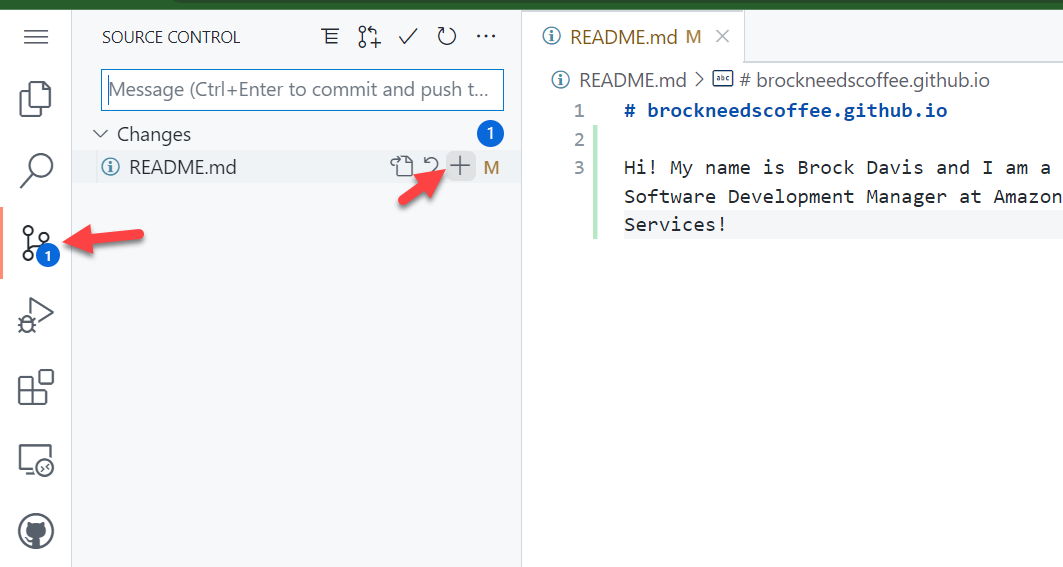 SOURCE CONTROL
Message (Ctrl+Enter to commit and push t...
Changes 1
README.md M
1
README.md M
README.md > abc # brockneedscoffee.github.io
1 # brockneedscoffee.github.io
2
3 Hi! My name is Brock Davis and I am a
Software Development Manager at Amazon
Services!